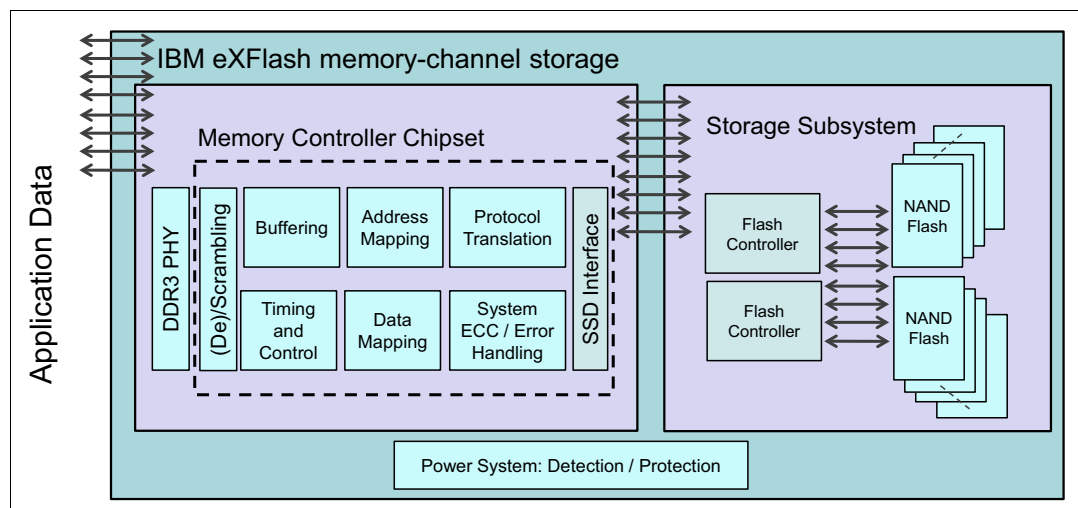 Application Data
IBM eXFlash memory-channel storage
Memory Controller Chipset
DDR3 PHY
(De)/Scrambling
Buffering
Address
Mapping
Protocol
Translation
Timing
and
Control
Data
Mapping
System
ECC / Error
Handling
SSD Interface
Storage Subsystem
Flash
Controller
NAND
Flash
Flash
Controller
NAND
Flash
Power System: Detection / Protection